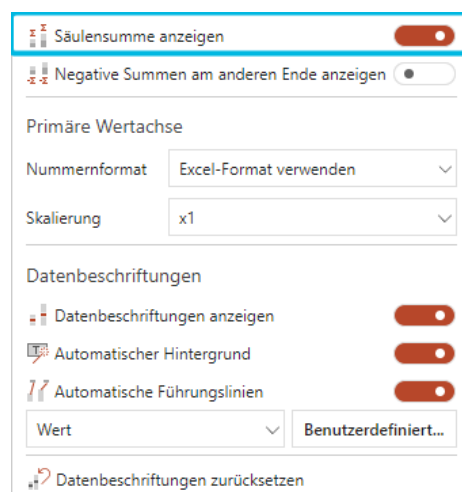 Säulensumme anzeigen
Negative Summen am anderen Ende anzeigen
Primäre Wertachse
Nummernformat Excel-Format verwenden
Skalierung x1
Datenbeschriftungen
Datenbeschriftungen anzeigen
Automatischer Hintergrund
Automatische Führungslinien
Wert Benutzerdefiniert...
Datenbeschriftungen zurücksetzen